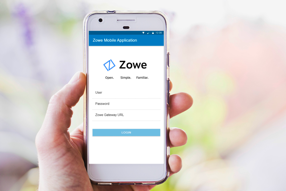 Zowe Mobile Application
Zowe
Open. Simple. Familiar.
User
Password
Zowe Gateway URL
LOGIN